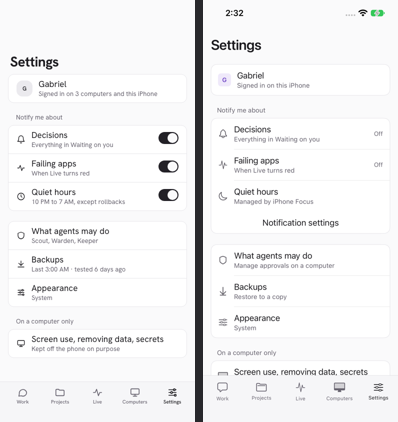 Settings
G
Gabriel
Signed in on 3 computers and this iPhone
Notify me about
Decisions
Everything in Waiting on you
Failing apps
When Live turns red
Quiet hours
10 PM to 7 AM, except rollbacks
What agents may do
Scout, Warden, Keeper
Backups
Last 3:00 AM · tested 6 days ago
Appearance
System
On a computer only
Screen use, removing data, secrets
Kept off the phone on purpose
Work
Projects
Live
Computers
Settings
2:32
Settings
G
Gabriel
Signed in on this iPhone
Notify me about
Decisions
Everything in Waiting on you
Off
Failing apps
When Live turns red
Off
Quiet hours
Managed by iPhone Focus
Notification settings
What agents may do
Manage approvals on a computer
Backups
Restore to a copy
Appearance
System
On a computer only
Screen use, removing data, secrets
Work
Projects
Live
Computers
Settings